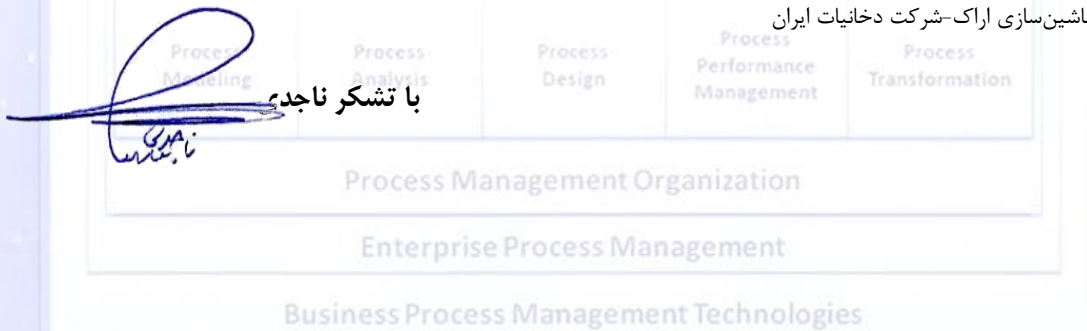 اشین‌سازی اراک-شرکت دخانیات ایران
Process Modeling
Process Analysis
Process Design
Process Performance Management
Process Transformation
با تشکر ناجدی
Process Management Organization
Enterprise Process Management
Business Process Management Technologies